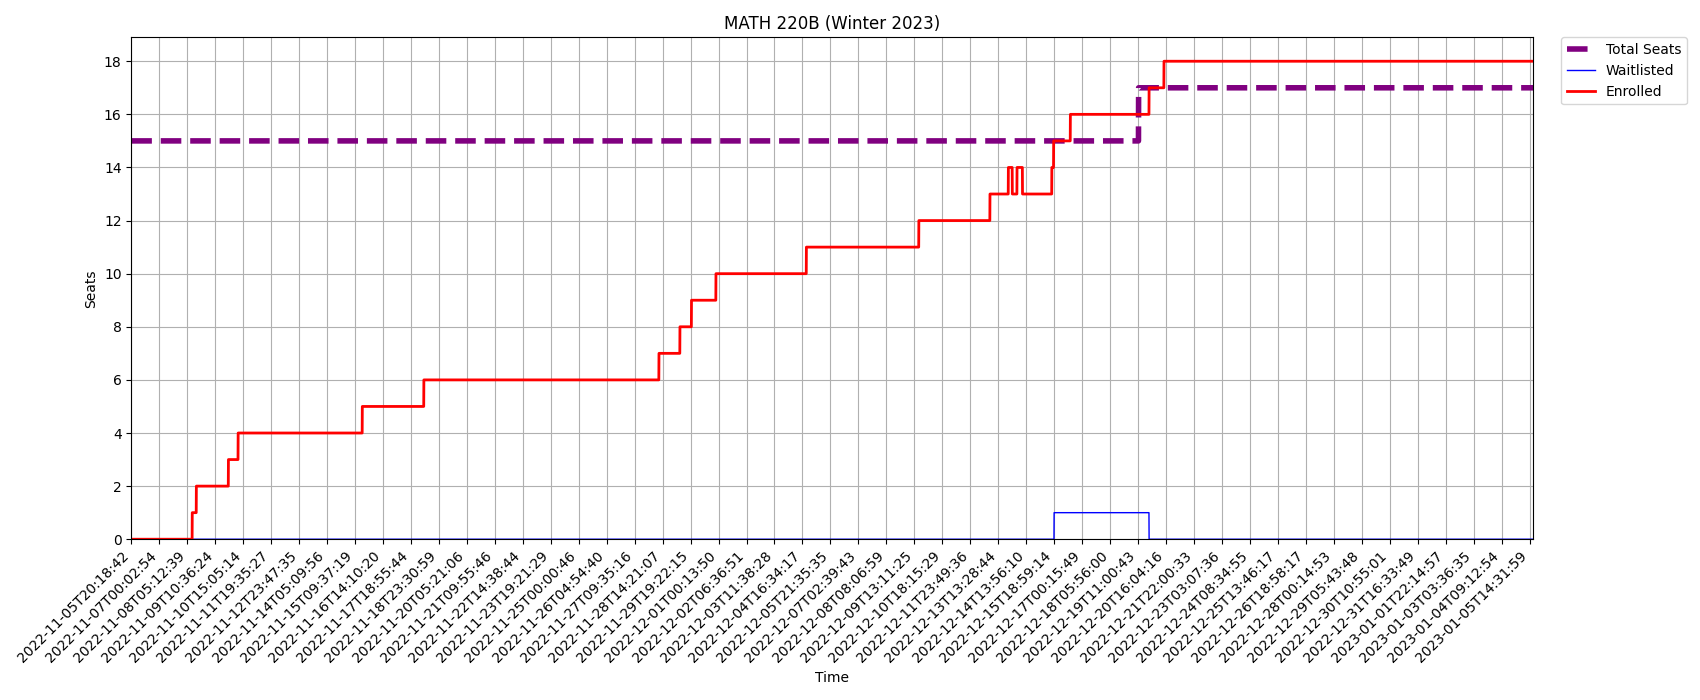 MATH 220B (Winter 2023)
Total Seats
Waitlisted
Enrolled
Seats
18
16
14
12
10
8
6
4
2
0
2022-11-05T20:18:42
2022-11-07T00:02:54
2022-11-08T05:12:39
2022-11-09T10:36:24
2022-11-10T15:05:14
2022-11-11T19:35:27
2022-11-12T23:47:35
2022-11-14T05:09:56
2022-11-15T09:37:19
2022-11-16T14:10:20
2022-11-17T18:55:44
2022-11-18T23:30:59
2022-11-20T05:21:06
2022-11-21T09:55:46
2022-11-22T14:38:44
2022-11-23T19:21:29
2022-11-25T00:00:46
2022-11-26T04:54:40
2022-11-27T09:35:16
2022-11-28T14:21:07
2022-11-29T19:22:15
2022-12-01T00:13:50
2022-12-02T06:36:51
2022-12-03T11:38:28
2022-12-04T16:34:17
2022-12-05T21:35:35
2022-12-07T02:39:43
2022-12-08T08:06:59
2022-12-09T13:11:25
2022-12-10T18:15:29
2022-12-11T23:49:36
2022-12-13T13:28:44
2022-12-14T13:56:10
2022-12-15T18:59:14
2022-12-17T00:15:49
2022-12-18T05:56:00
2022-12-19T11:00:43
2022-12-20T16:04:16
2022-12-21T22:00:33
2022-12-23T03:07:36
2022-12-24T08:34:55
2022-12-25T13:46:17
2022-12-26T18:58:17
2022-12-28T00:14:53
2022-12-29T05:43:48
2022-12-30T10:55:01
2022-12-31T16:33:49
2023-01-01T22:14:57
2023-01-03T03:36:35
2023-01-04T09:12:54
2023-01-05T14:31:59
Time